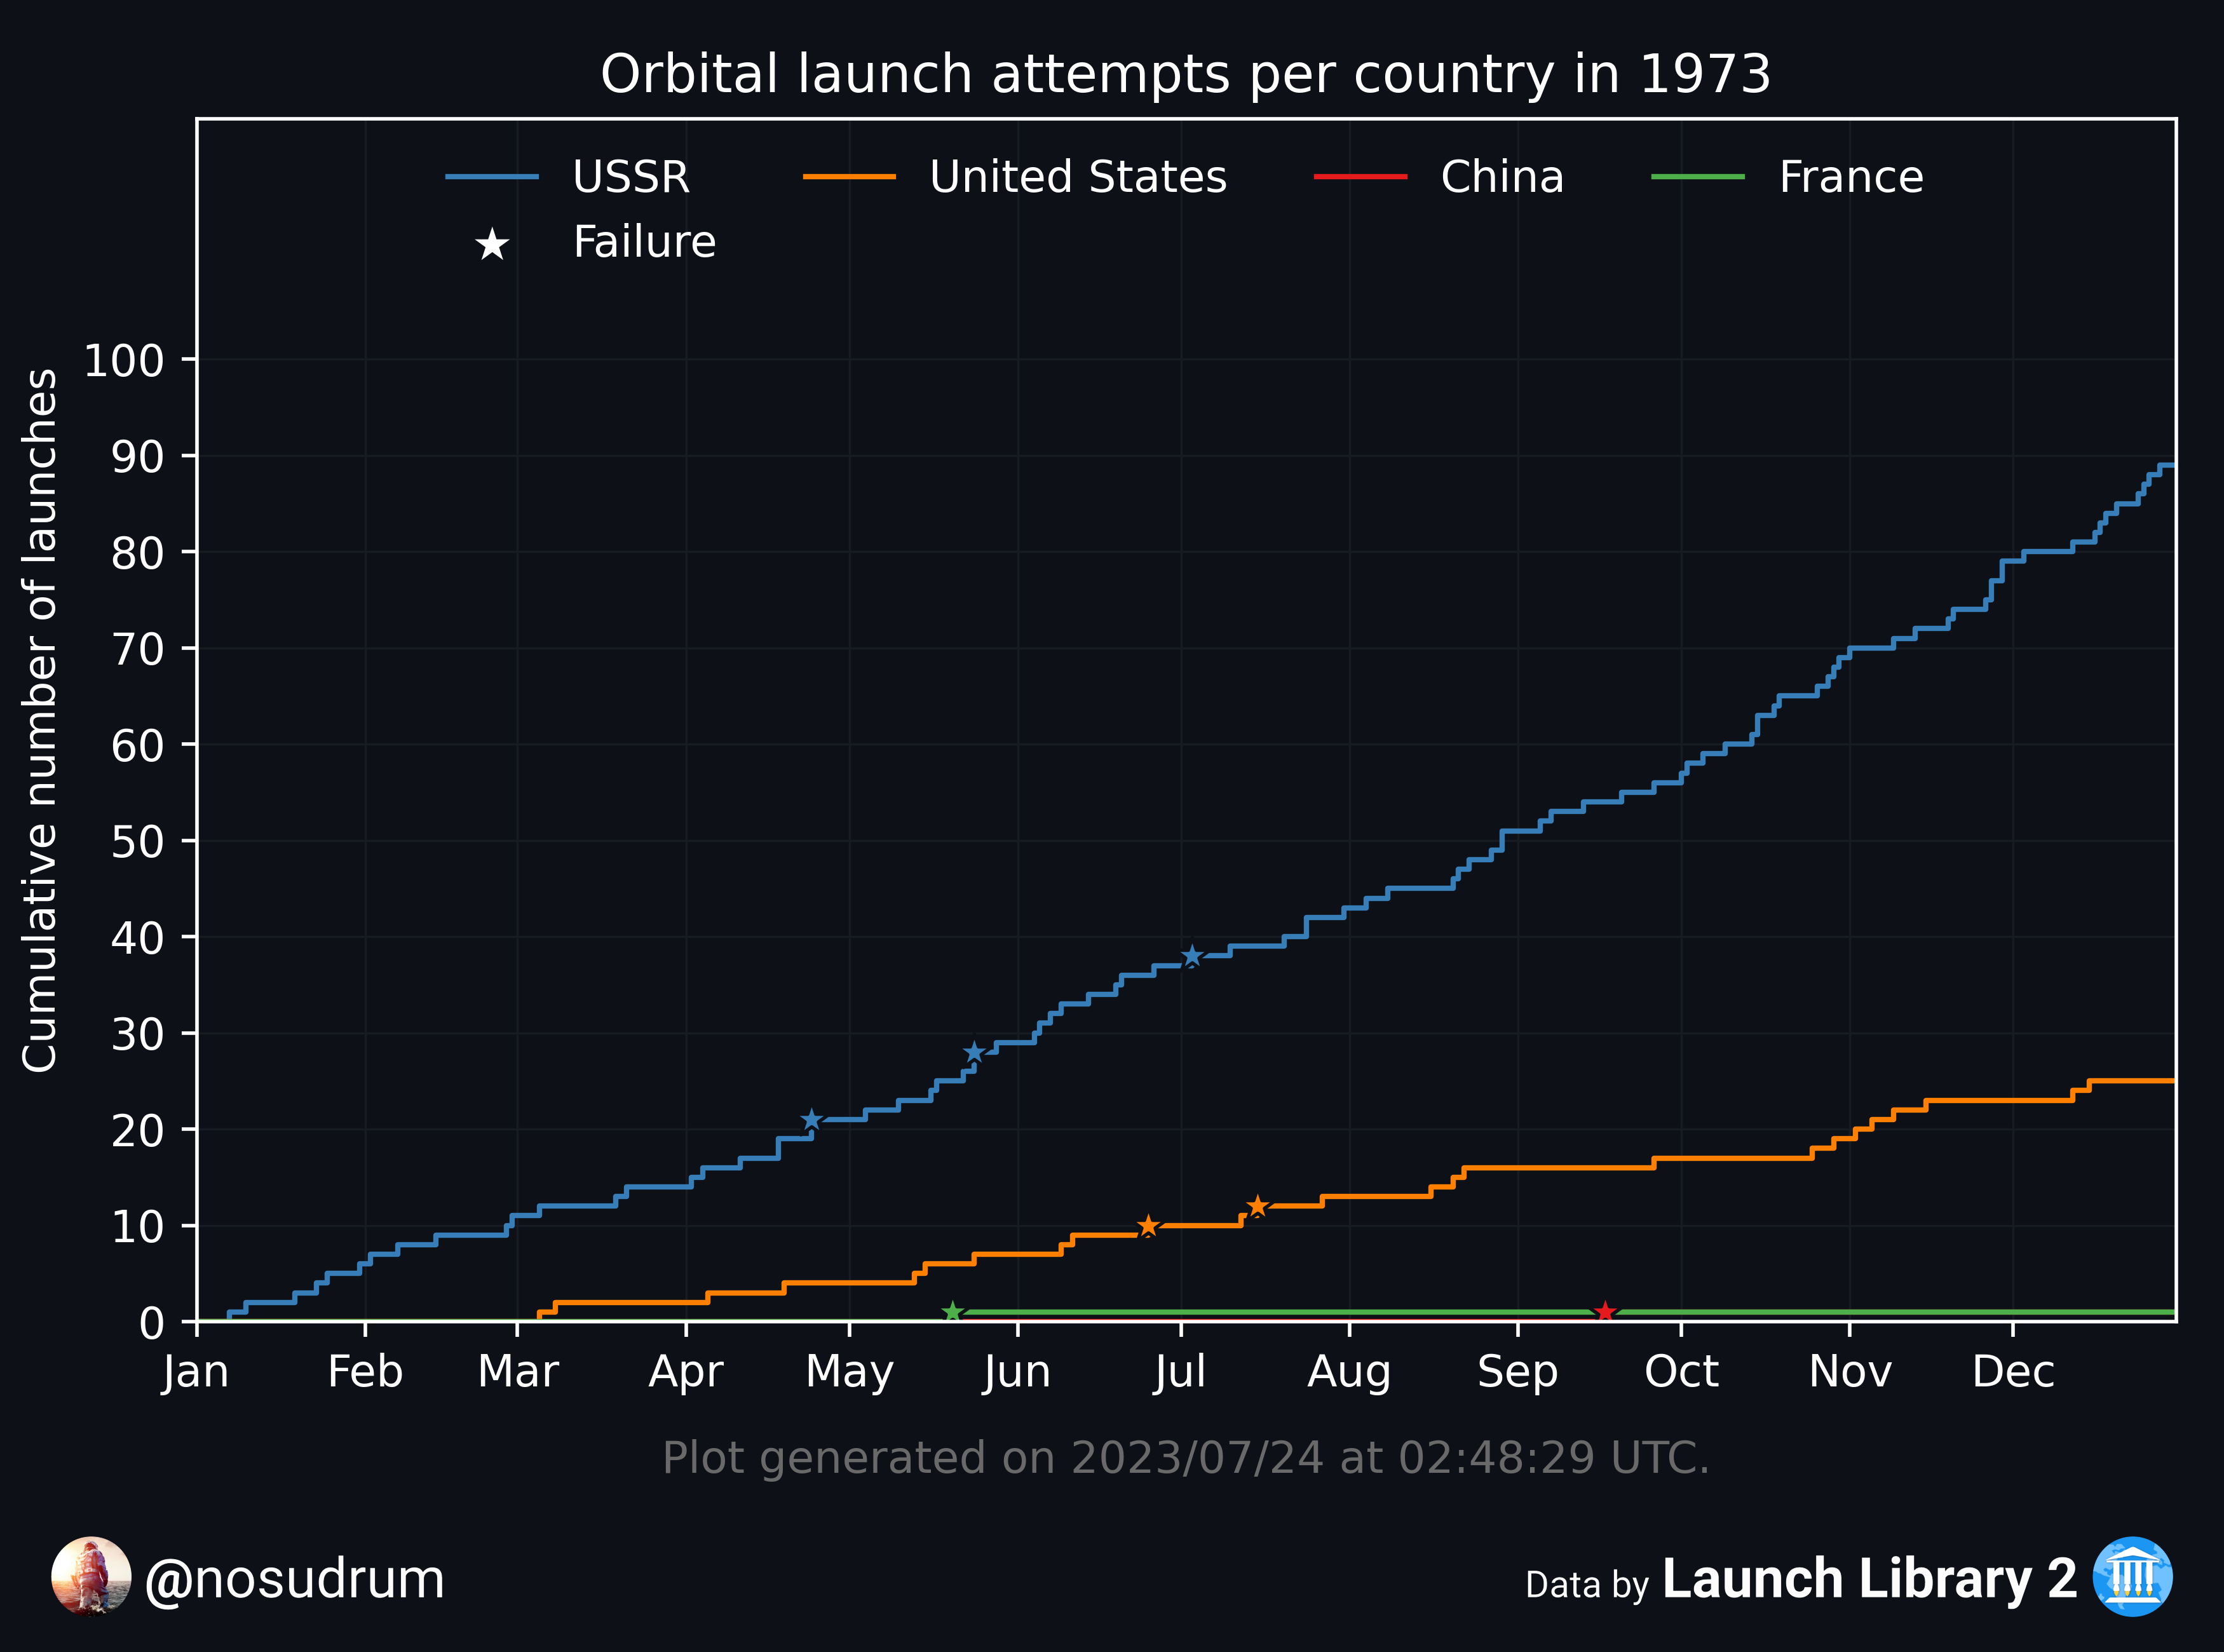 Orbital launch attempts per country in 1973
USSR United States China France
Failure
Cumulative number of launches
100
90
80
70
60
50
40
30
20
10
0
Jan Feb Mar Apr May Jun Jul Aug Sep Oct Nov Dec
Plot generated on 2023/07/24 at 02:48:29 UTC.
@nosudrum
Data by Launch Library 2